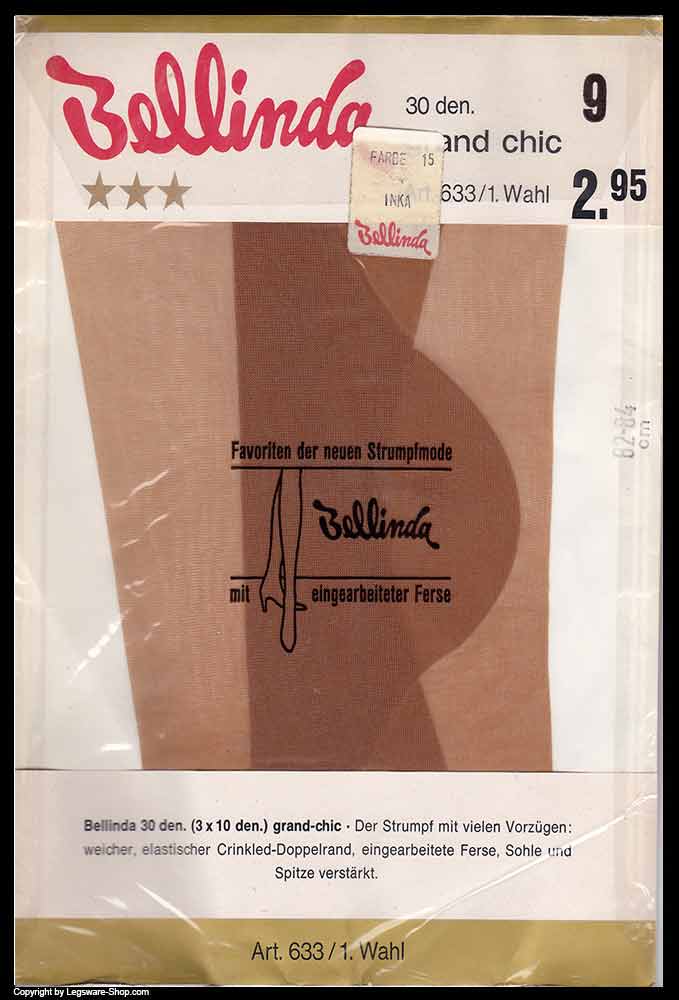 Bellinda
30 den.
9
grand chic
Art. 633/1. Wahl
2.95
FARBE 15
INKA
Bellinda
82-84
cm
Favoriten der neuen Strumpfmode
Bellinda
mit eingearbeiteter Ferse
Bellinda 30 den. (3 x 10 den.) grand-chic · Der Strumpf mit vielen Vorzügen:
weicher, elastischer Crinkled-Doppelrand, eingearbeitete Ferse, Sohle und
Spitze verstärkt.
Art. 633/1. Wahl
Copyright by Legsware-Shop.com